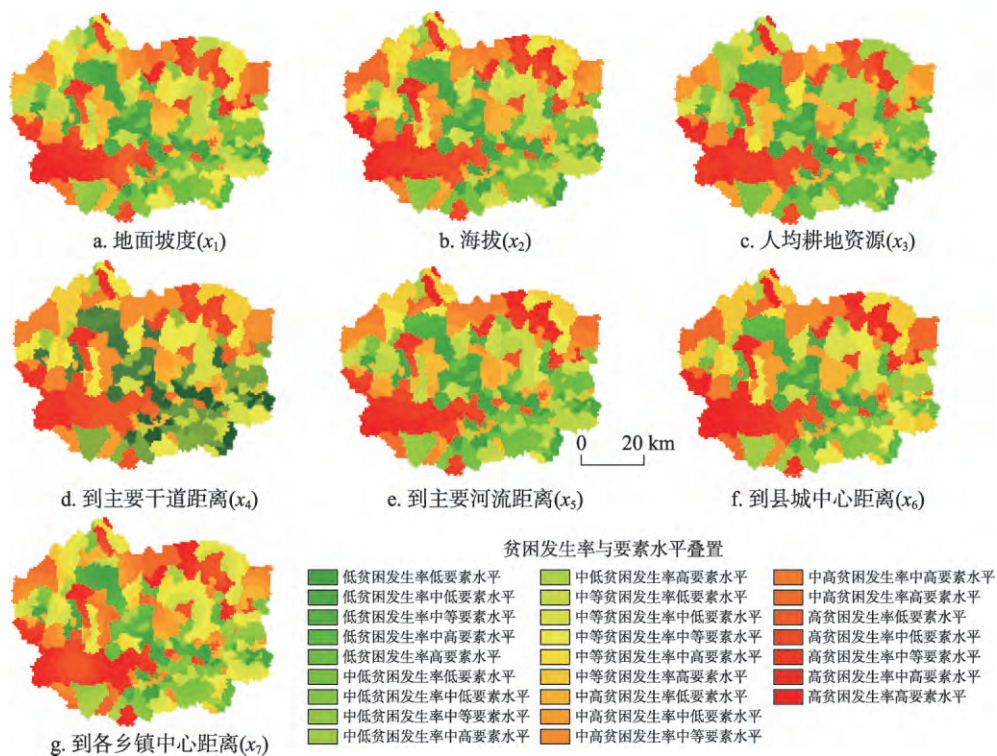 a. 地面坡度(x₁)
b. 海拔(x₂)
c. 人均耕地资源(x₃)
0 20 km
d. 到主要干道距离(x₄)
e. 到主要河流距离(x₅)
f. 到县城中心距离(x₆)
g. 到各乡镇中心距离(x₇)
贫困发生率与要素水平叠置
低贫困发生率低要素水平
低贫困发生率中低要素水平
低贫困发生率中等要素水平
低贫困发生率中高要素水平
低贫困发生率高要素水平
中低贫困发生率低要素水平
中低贫困发生率中低要素水平
中低贫困发生率中等要素水平
中低贫困发生率中高要素水平
中低贫困发生率高要素水平
中等贫困发生率低要素水平
中等贫困发生率中低要素水平
中等贫困发生率中等要素水平
中等贫困发生率中高要素水平
中等贫困发生率高要素水平
中高贫困发生率低要素水平
中高贫困发生率中低要素水平
中高贫困发生率中等要素水平
中高贫困发生率中高要素水平
中高贫困发生率高要素水平
高贫困发生率低要素水平
高贫困发生率中低要素水平
高贫困发生率中等要素水平
高贫困发生率中高要素水平
高贫困发生率高要素水平